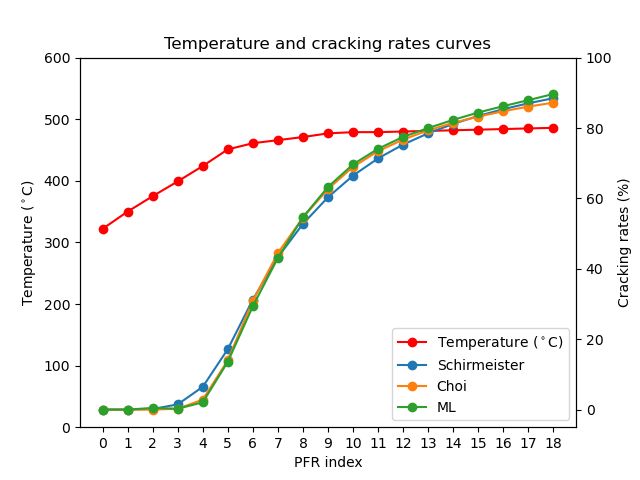 Temperature and cracking rates curves
600
500
400
300
200
100
0
Temperature (°C)
100
80
60
40
20
0
Cracking rates (%)
Temperature (°C)
Schirmeister
Choi
ML
0 1 2 3 4 5 6 7 8 9 10 11 12 13 14 15 16 17 18
PFR index